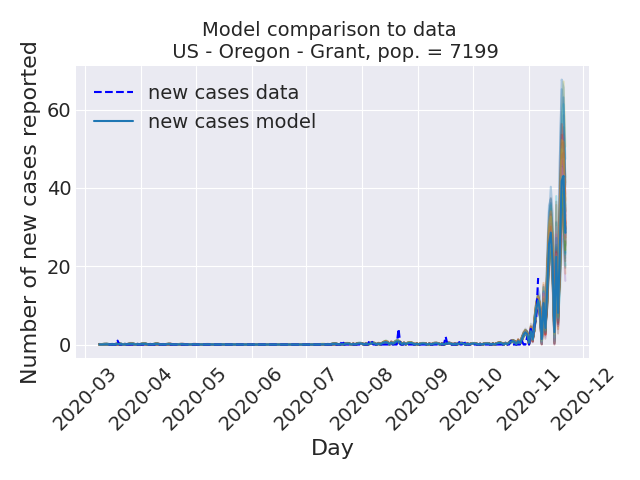 Model comparison to data
US - Oregon - Grant, pop. = 7199
Number of new cases reported
60
40
20
0
new cases data
new cases model
2020-03
2020-04
2020-05
2020-06
2020-07
2020-08
2020-09
2020-10
2020-11
2020-12
Day